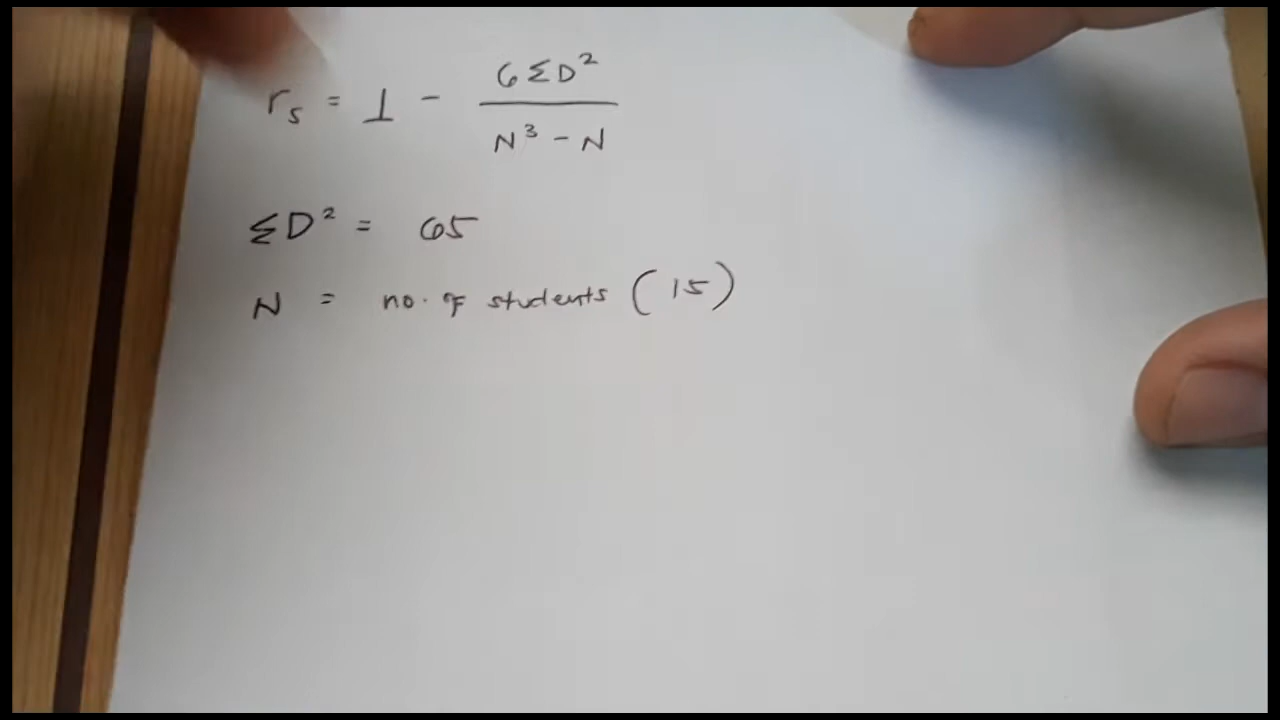 rₛ = 1 - 6ΣD² / N³ - N
ΣD² = 65
N = no. of students (15)